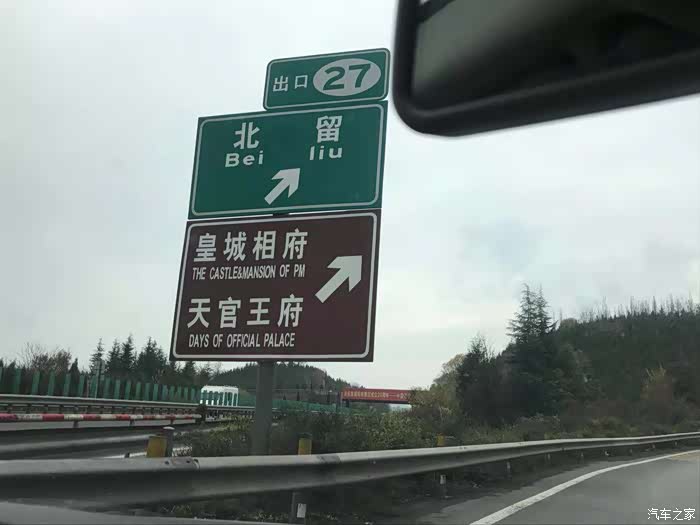 出口 27
北 留
Bei liu
皇城相府
THE CASTLE&MANSION OF PM
天官王府
DAYS OF OFFICIAL PALACE
汽车之家